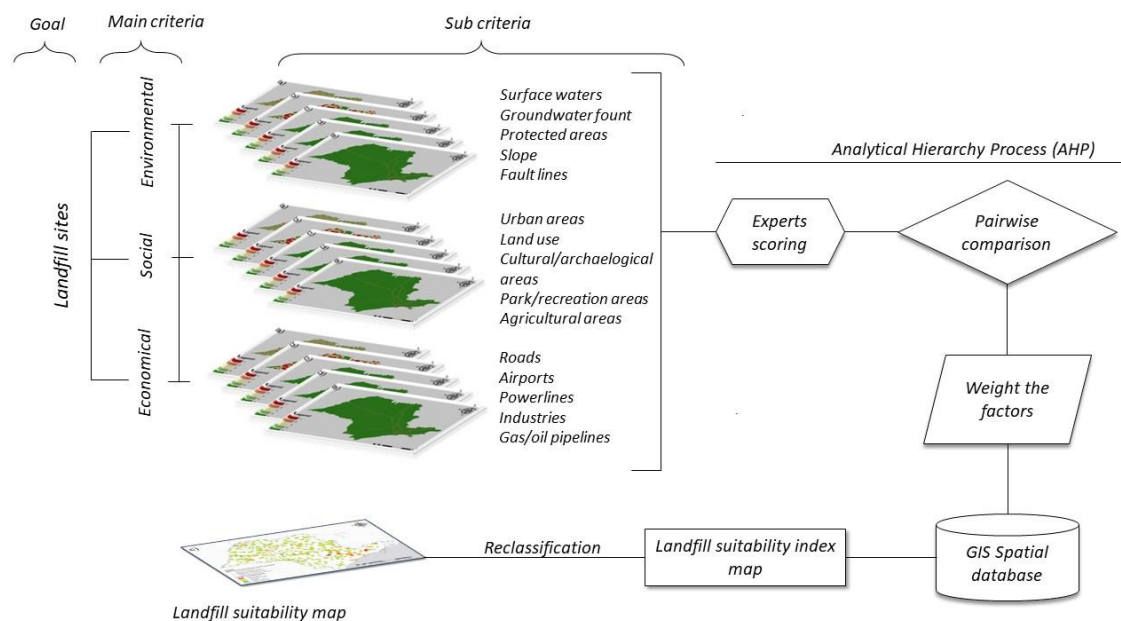 Goal
Main criteria
Sub criteria
Landfill sites
Environmental
Surface waters
Groundwater fount
Protected areas
Slope
Fault lines
Social
Urban areas
Land use
Cultural/archaelogical
areas
Park/recreation areas
Agricultural areas
Economical
Roads
Airports
Powerlines
Industries
Gas/oil pipelines
Analytical Hierarchy Process (AHP)
Experts
scoring
Pairwise
comparison
Weight the
factors
GIS Spatial
database
Landfill suitability index
map
Reclassification
Landfill suitability map